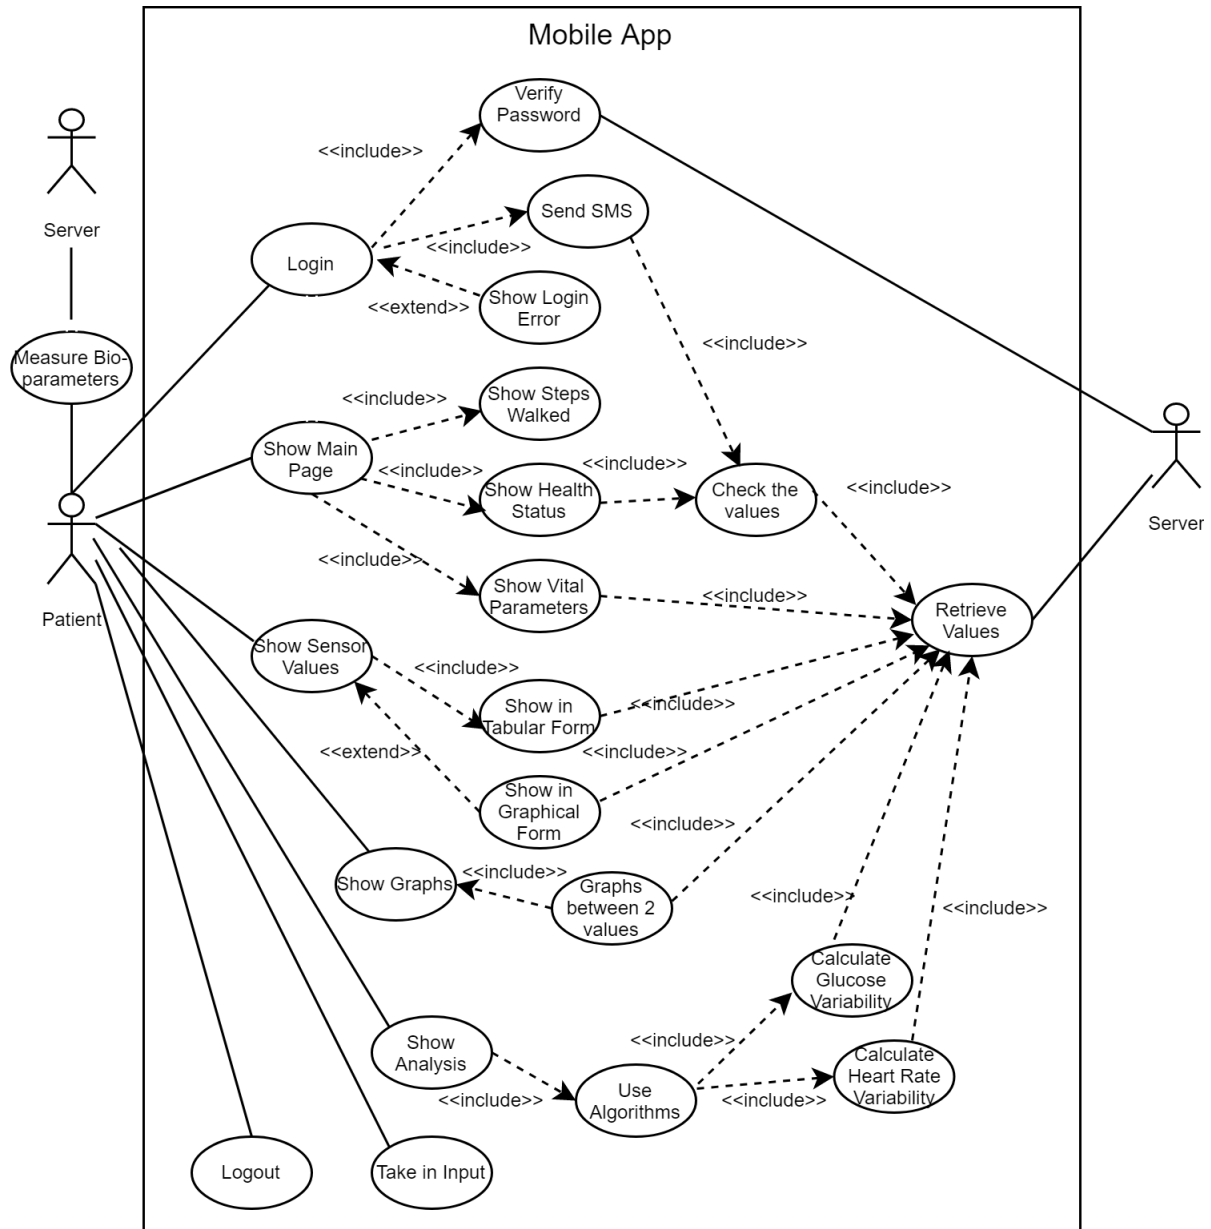 Mobile App
Verify
Password
<<include>>
Send SMS
Server
<<include>>
Login
<<extend>>
Show Login
Error
<<include>>
Measure Bio-
parameters
<<include>>
Show Steps
Walked
Show Main
Page
<<include>>
Show Health
Status
<<include>>
Check the
values
<<include>>
Server
<<include>>
Show Vital
Parameters
<<include>>
Retrieve
Values
Patient
Show Sensor
Values
<<include>>
Show in
Tabular Form
<<include>>
<<extend>>
Show in
Graphical
Form
<<include>>
<<include>>
Show Graphs
<<include>>
Graphs
between 2
values
<<include>>
<<include>>
Calculate
Glucose
Variability
Show
Analysis
<<include>>
<<include>>
Use
Algorithms
<<include>>
Calculate
Heart Rate
Variability
Logout
Take in Input